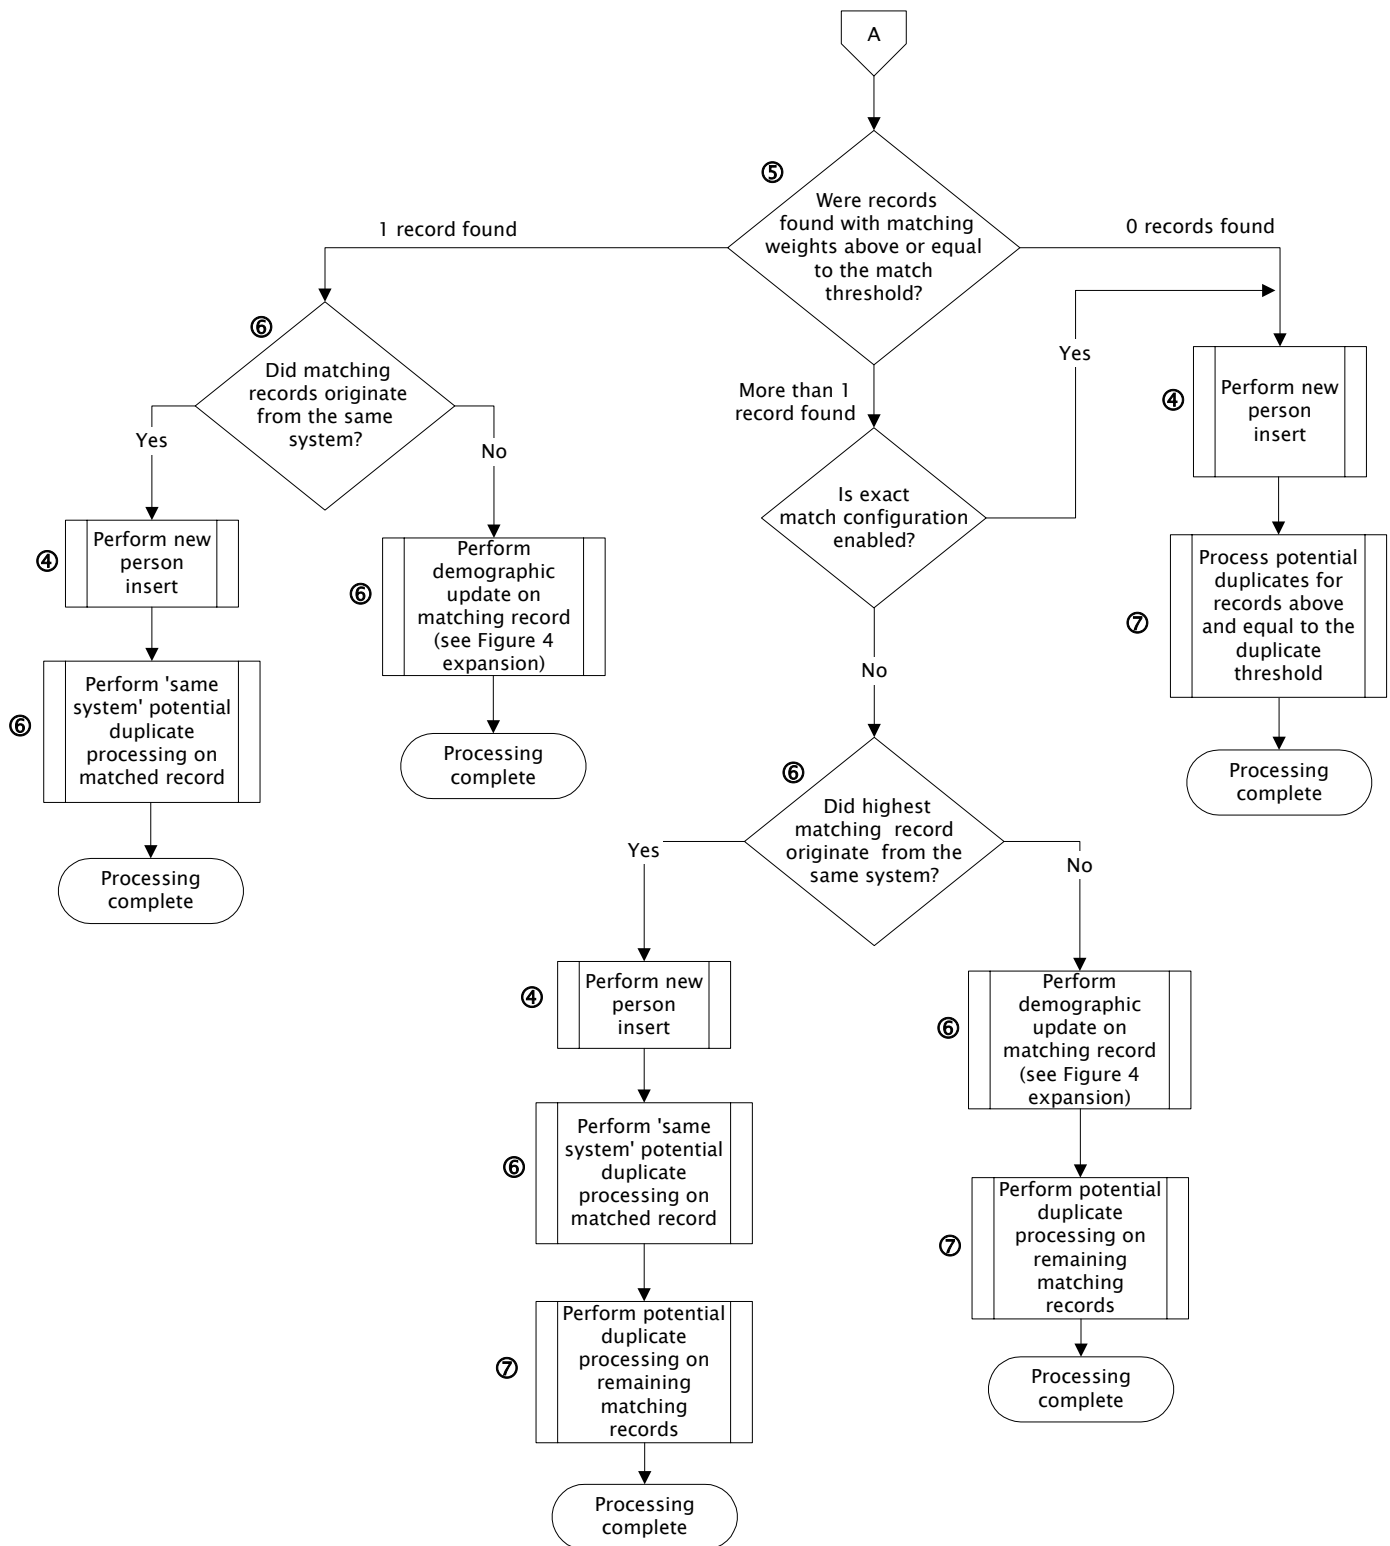 A
⑤
Were records
found with matching
weights above or equal
to the match
threshold?
1 record found
0 records found
⑥
Did matching
records originate
from the same
system?
Yes
No
More than 1
record found
Yes
④
Perform new
person
insert
Is exact
match configuration
enabled?
④
Perform new
person
insert
⑥
Perform
demographic
update on
matching record
(see Figure 4
expansion)
⑦
Process potential
duplicates for
records above
and equal to the
duplicate
threshold
No
⑥
Perform 'same
system' potential
duplicate
processing on
matched record
Processing
complete
Processing
complete
⑥
Did highest
matching record
originate from the
same system?
Yes
No
Processing
complete
④
Perform new
person
insert
⑥
Perform
demographic
update on
matching record
(see Figure 4
expansion)
⑥
Perform 'same
system' potential
duplicate
processing on
matched record
⑦
Perform potential
duplicate
processing on
remaining
matching
records
⑦
Perform potential
duplicate
processing on
remaining
matching
records
Processing
complete
Processing
complete